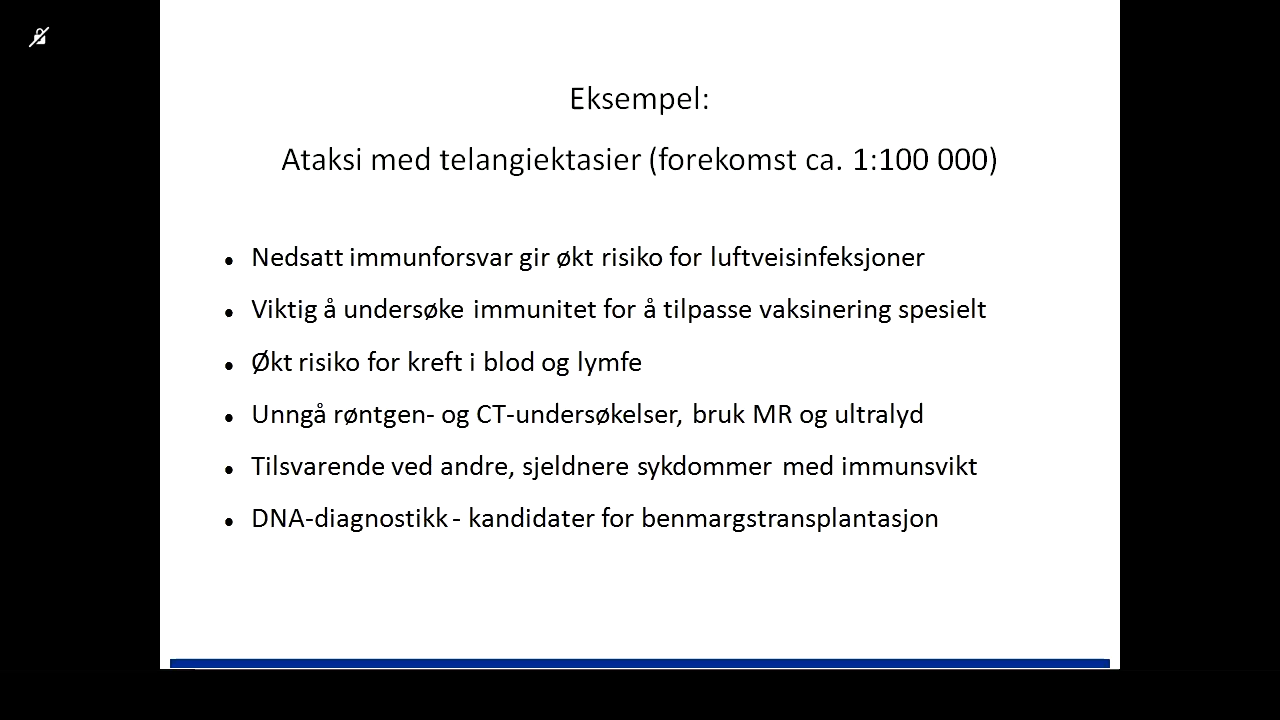 Eksempel:
Ataksi med telangiektasier (forekomst ca. 1:100 000)
• Nedsatt immunforsvar gir økt risiko for luftveisinfeksjoner
• Viktig å undersøke immunitet for å tilpasse vaksinering spesielt
• Økt risiko for kreft i blod og lymfe
• Unngå røntgen- og CT-undersøkelser, bruk MR og ultralyd
• Tilsvarende ved andre, sjeldnere sykdommer med immunsvikt
• DNA-diagnostikk - kandidater for benmargstransplantasjon